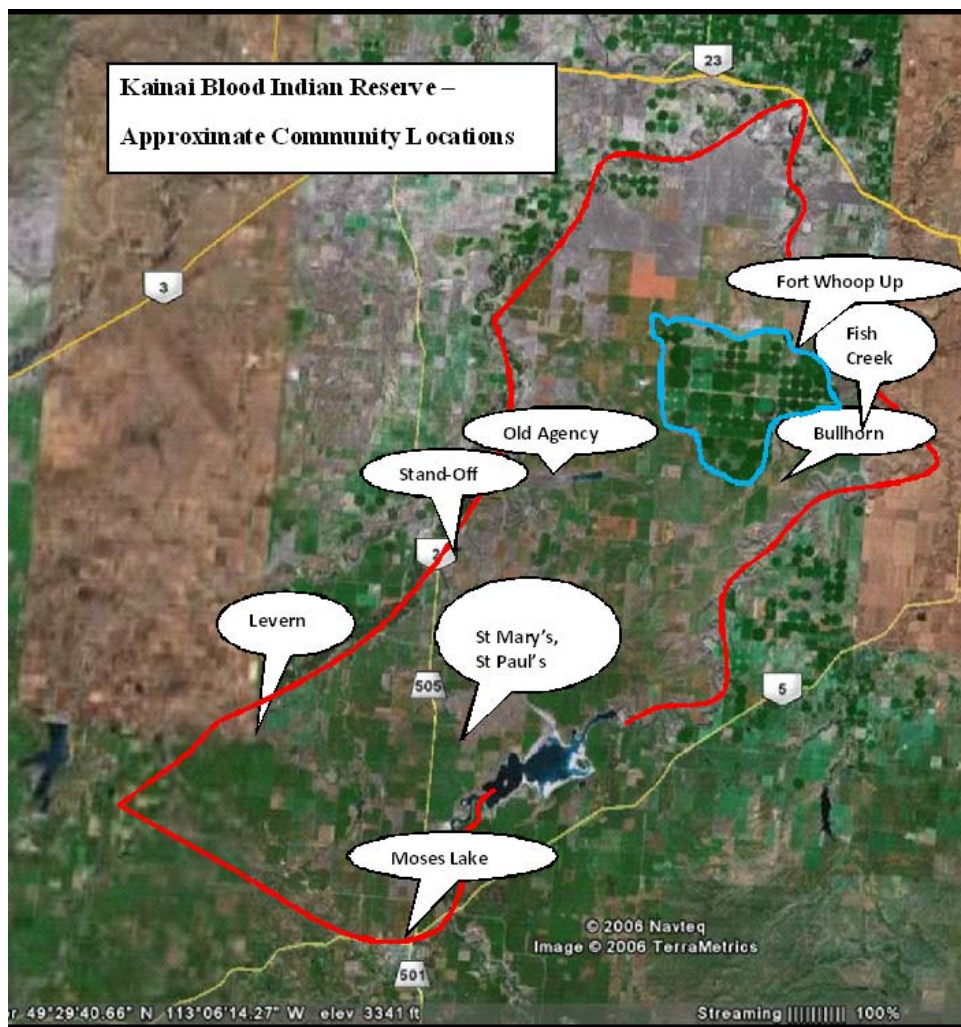 Kainai Blood Indian Reserve –
Approximate Community Locations
23
3
Fort Whoop Up
Fish
Creek
Old Agency
Bullhorn
Stand-Off
2
Levern
St Mary's,
St Paul's
505
5
Moses Lake
© 2006 Navteq
Image © 2006 TerraMetrics
501
49°29'40.66" N 113°06'14.27" W elev 3341 ft
Streaming |||||||||| 100%